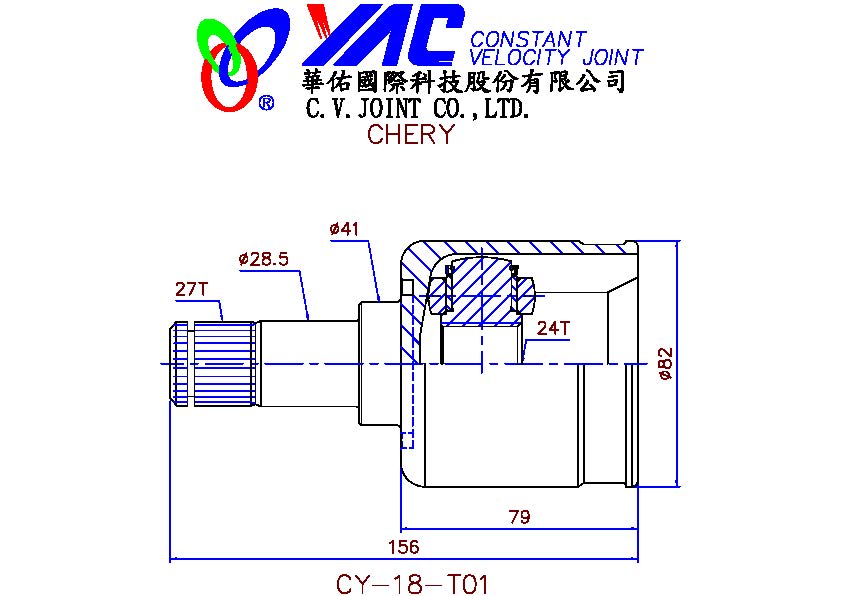 YAC CONSTANT
VELOCITY JOINT
華佑國際科技股份有限公司
®
C.V.JOINT CO.,LTD.
CHERY
ø41
ø28.5
27T
24T
ø82
79
156
CY-18-T01